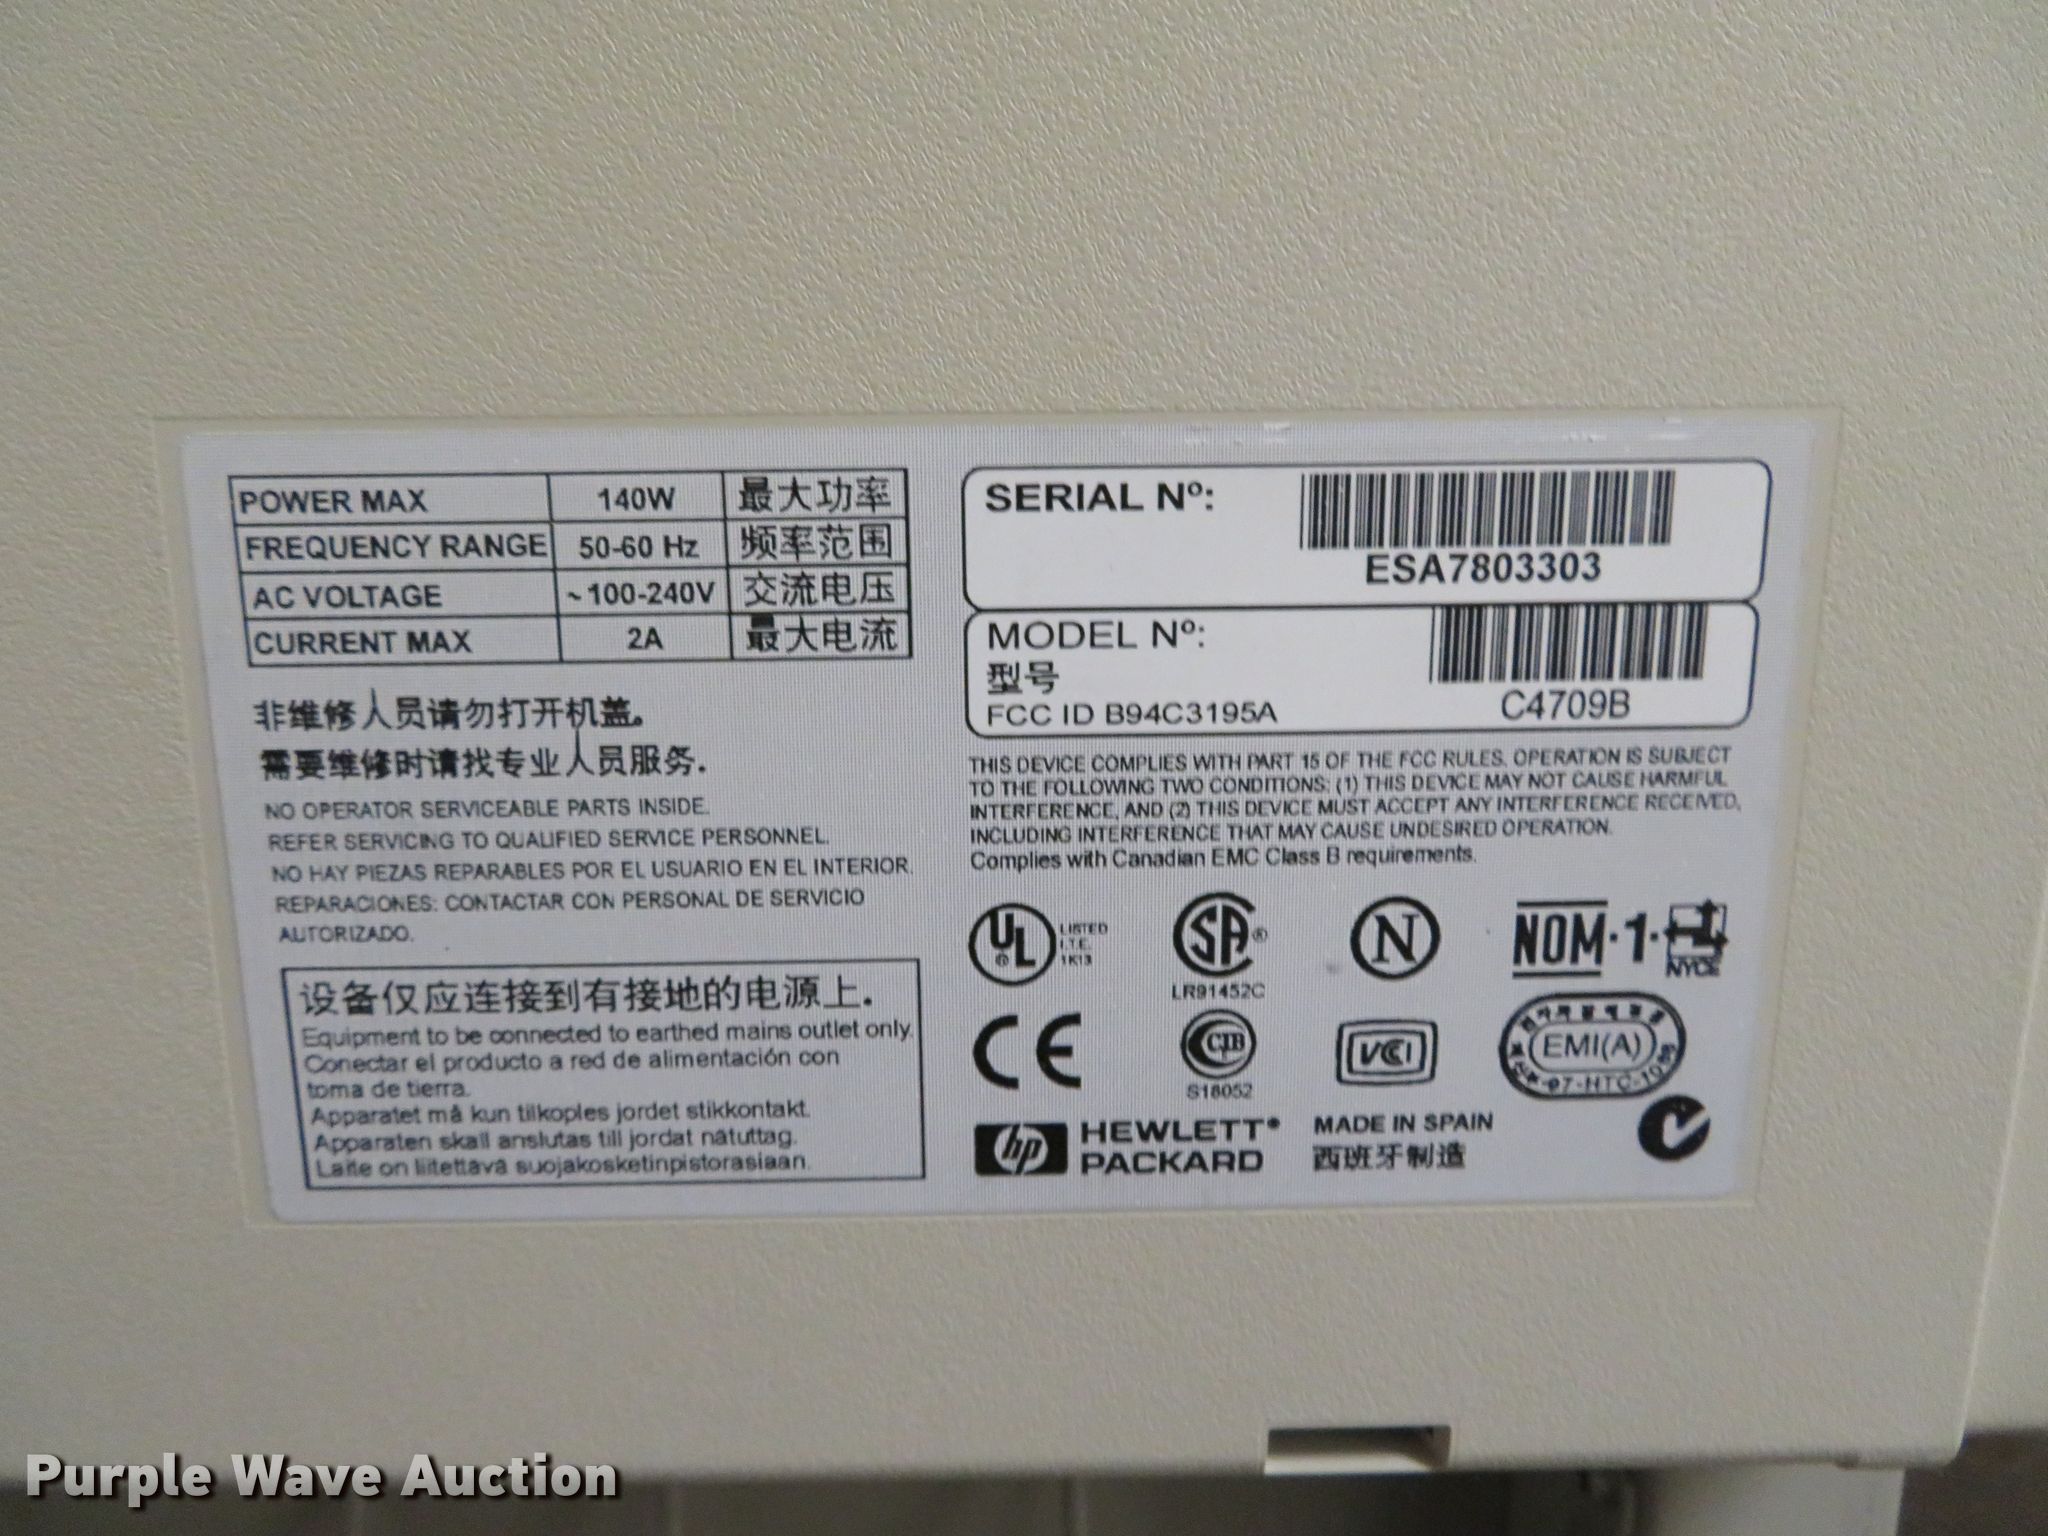 POWER MAX 140W 最大功率
FREQUENCY RANGE 50-60 Hz 频率范围
AC VOLTAGE ~100-240V 交流电压
CURRENT MAX 2A 最大电流
非维修人员请勿打开机盖。
需要维修时请找专业人员服务.
NO OPERATOR SERVICEABLE PARTS INSIDE.
REFER SERVICING TO QUALIFIED SERVICE PERSONNEL.
NO HAY PIEZAS REPARABLES POR EL USUARIO EN EL INTERIOR.
REPARACIONES: CONTACTAR CON PERSONAL DE SERVICIO
AUTORIZADO.
设备仅应连接到有接地的电源上.
Equipment to be connected to earthed mains outlet only.
Conectar el producto a red de alimentación con
toma de tierra.
Apparatet må kun tilkoples jordet stikkontakt.
Apparaten skall anslutas till jordat nätuttag.
Laite on liitettävä suojakosketinpistorasiaan.
SERIAL Nº:
ESA7803303
MODEL Nº:
型号
FCC ID B94C3195A
C4709B
THIS DEVICE COMPLIES WITH PART 15 OF THE FCC RULES. OPERATION IS SUBJECT
TO THE FOLLOWING TWO CONDITIONS: (1) THIS DEVICE MAY NOT CAUSE HARMFUL
INTERFERENCE, AND (2) THIS DEVICE MUST ACCEPT ANY INTERFERENCE RECEIVED,
INCLUDING INTERFERENCE THAT MAY CAUSE UNDESIRED OPERATION.
Complies with Canadian EMC Class B requirements.
UL ®
LISTED
I.T.E.
1K13
SA ®
LR91452C
N
NOM-1-
NYCE
CE
CJB
S18052
VCI
EMI(A)
hp HEWLETT®
PACKARD
MADE IN SPAIN
西班牙制造
Purple Wave Auction